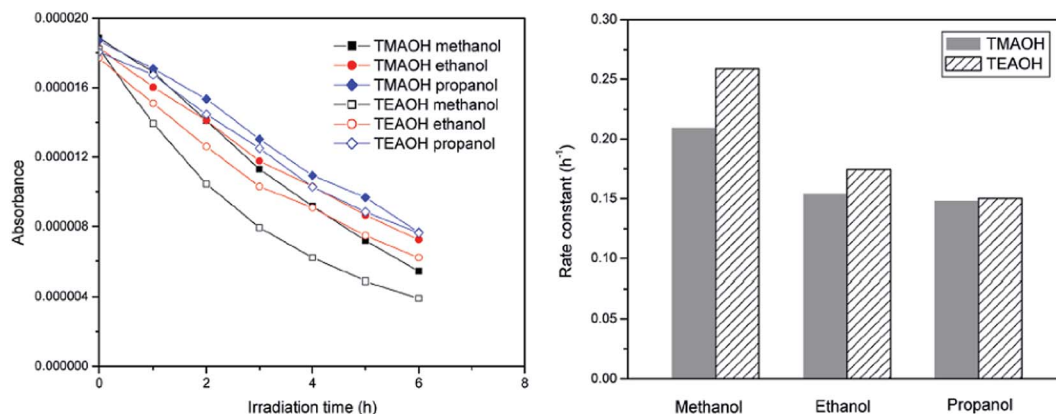 0.000020
0.000016
0.000012
0.000008
0.000004
0.000000
Absorbance
TMAOH methanol
TMAOH ethanol
TMAOH propanol
TEAOH methanol
TEAOH ethanol
TEAOH propanol
0 2 4 6 8
Irradiation time (h)
0.30
0.25
0.20
0.15
0.10
0.05
0.00
Rate constant (h⁻¹)
TMAOH
TEAOH
Methanol Ethanol Propanol